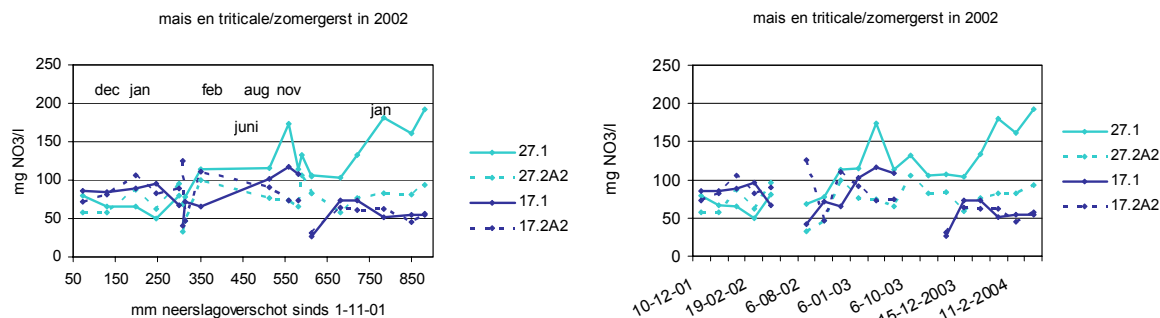 mais en triticale/zomergerst in 2002
250
200
150
100
50
0
mg NO3/l
dec jan feb aug nov
jan
juni
50 150 250 350 450 550 650 750 850
mm neerslagoverschot sinds 1-11-01
27.1
27.2A2
17.1
17.2A2
mais en triticale/zomergerst in 2002
250
200
150
100
50
0
mg NO3/l
10-12-01 19-02-02 6-08-02 6-01-03 6-10-03 15-12-2003 11-2-2004
27.1
27.2A2
17.1
17.2A2